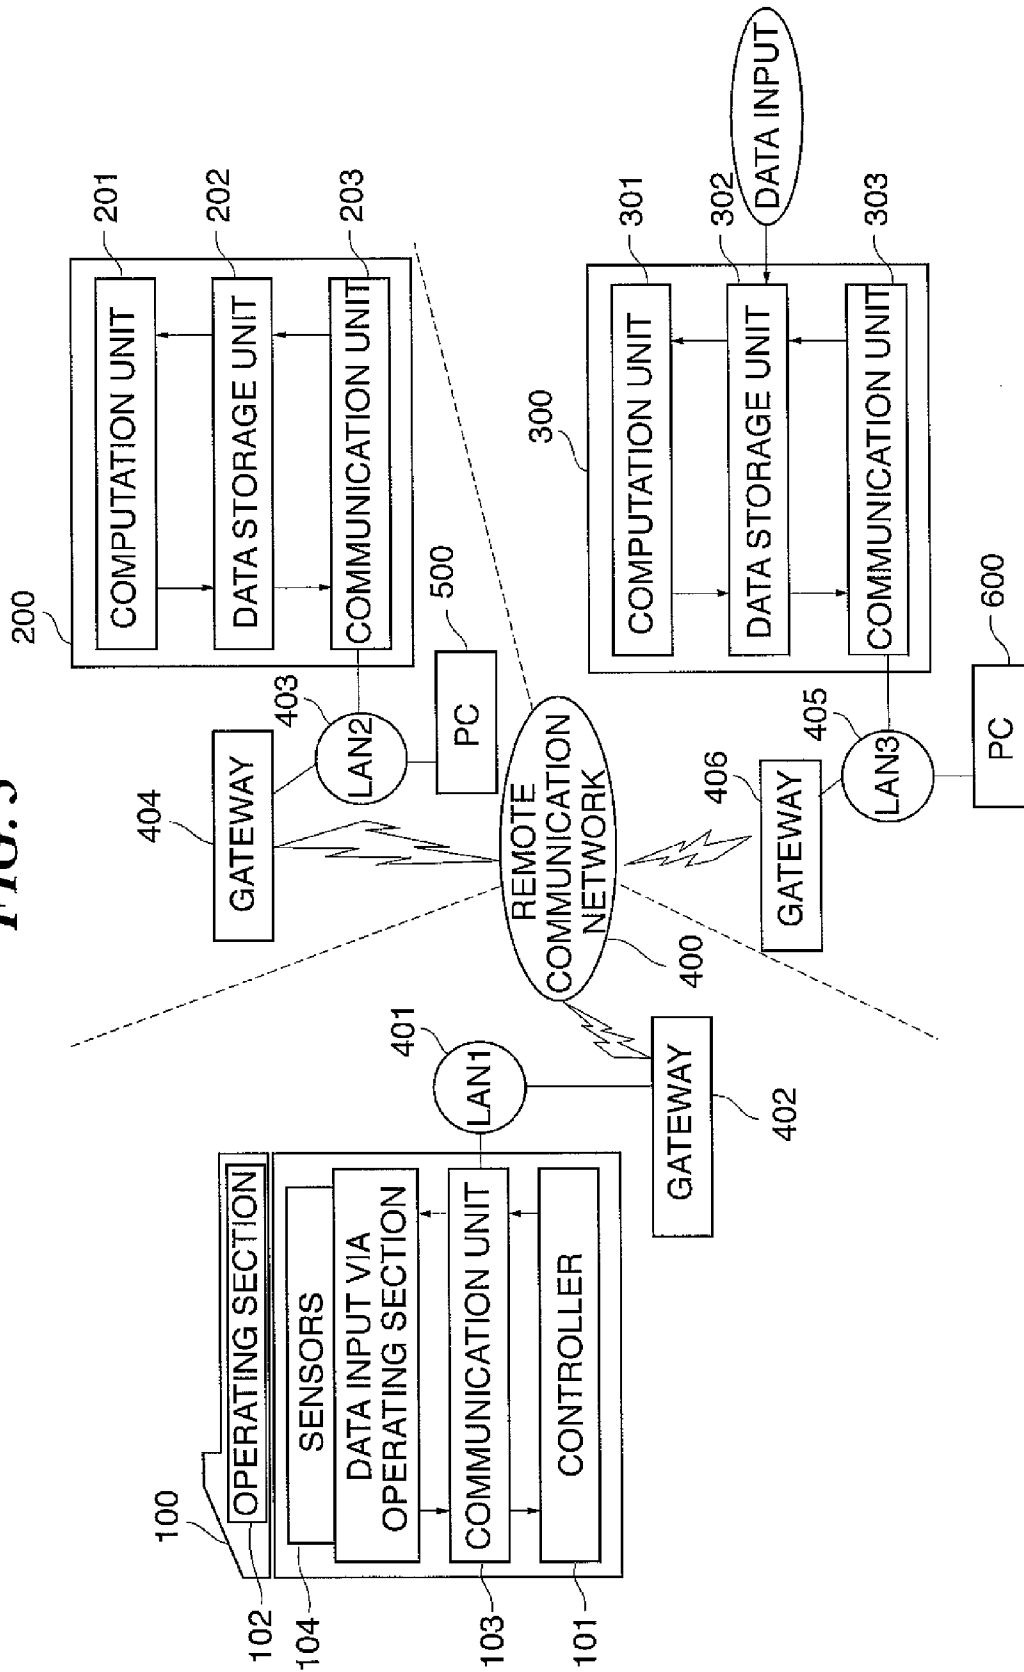 FIG. 3
100
102
OPERATING SECTION
104
SENSORS
DATA INPUT VIA
OPERATING SECTION
103
COMMUNICATION UNIT
101
CONTROLLER
401
LAN1
GATEWAY
402
404
GATEWAY
403
LAN2
500
PC
200
COMPUTATION UNIT
201
DATA STORAGE UNIT
202
COMMUNICATION UNIT
203
REMOTE
COMMUNICATION
NETWORK
400
406
GATEWAY
405
LAN3
600
PC
300
COMPUTATION UNIT
301
DATA STORAGE UNIT
302
COMMUNICATION UNIT
303
DATA INPUT